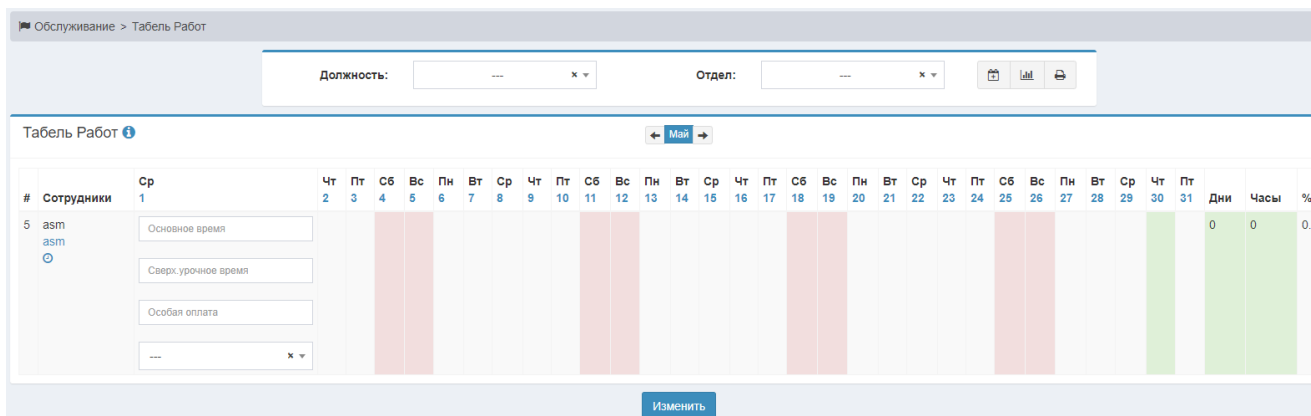 Обслуживание > Табель Работ
Должность: --- × Отдел: --- ×
Табель Работ
Май
Ср Чт Пт Сб Вс Пн Вт Ср Чт Пт Сб Вс Пн Вт Ср Чт Пт Сб Вс Пн Вт Ср Чт Пт Сб Вс Пн Вт Ср Чт Пт
# Сотрудники 1 2 3 4 5 6 7 8 9 10 11 12 13 14 15 16 17 18 19 20 21 22 23 24 25 26 27 28 29 30 31 Дни Часы %
5 asm Основное время 0 0 0.
asm
Сверх.урочное время
Особая оплата
--- ×
Изменить